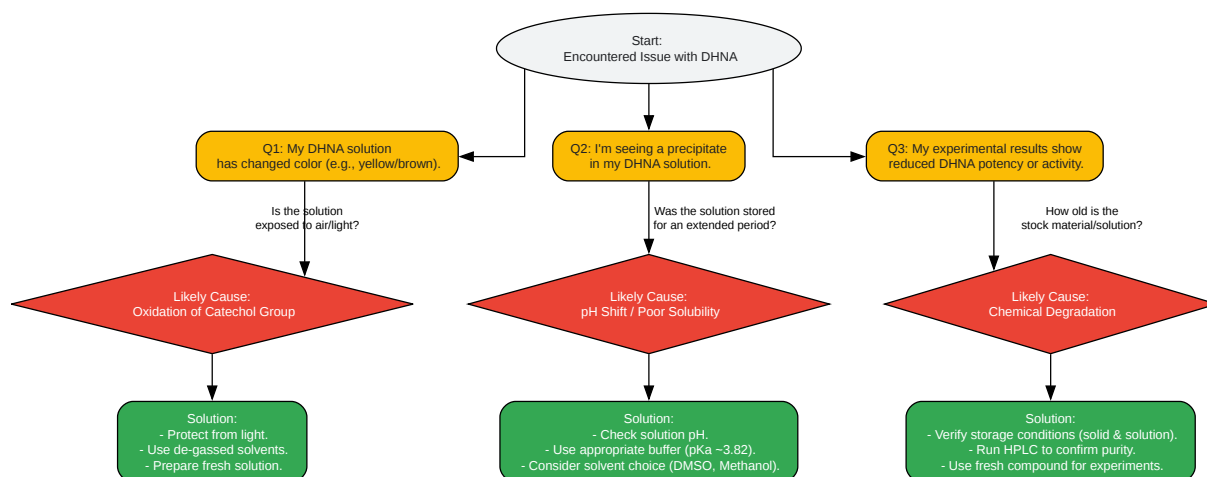 Start:
Encountered Issue with DHNA
Q1: My DHNA solution
has changed color (e.g., yellow/brown).
Q2: I'm seeing a precipitate
in my DHNA solution.
Q3: My experimental results show
reduced DHNA potency or activity.
Is the solution
exposed to air/light?
Was the solution stored
for an extended period?
How old is the
stock material/solution?
Likely Cause:
Oxidation of Catechol Group
Likely Cause:
pH Shift / Poor Solubility
Likely Cause:
Chemical Degradation
Solution:
- Protect from light.
- Use de-gassed solvents.
- Prepare fresh solution.
Solution:
- Check solution pH.
- Use appropriate buffer (pKa ~3.82).
- Consider solvent choice (DMSO, Methanol).
Solution:
- Verify storage conditions (solid & solution).
- Run HPLC to confirm purity.
- Use fresh compound for experiments.